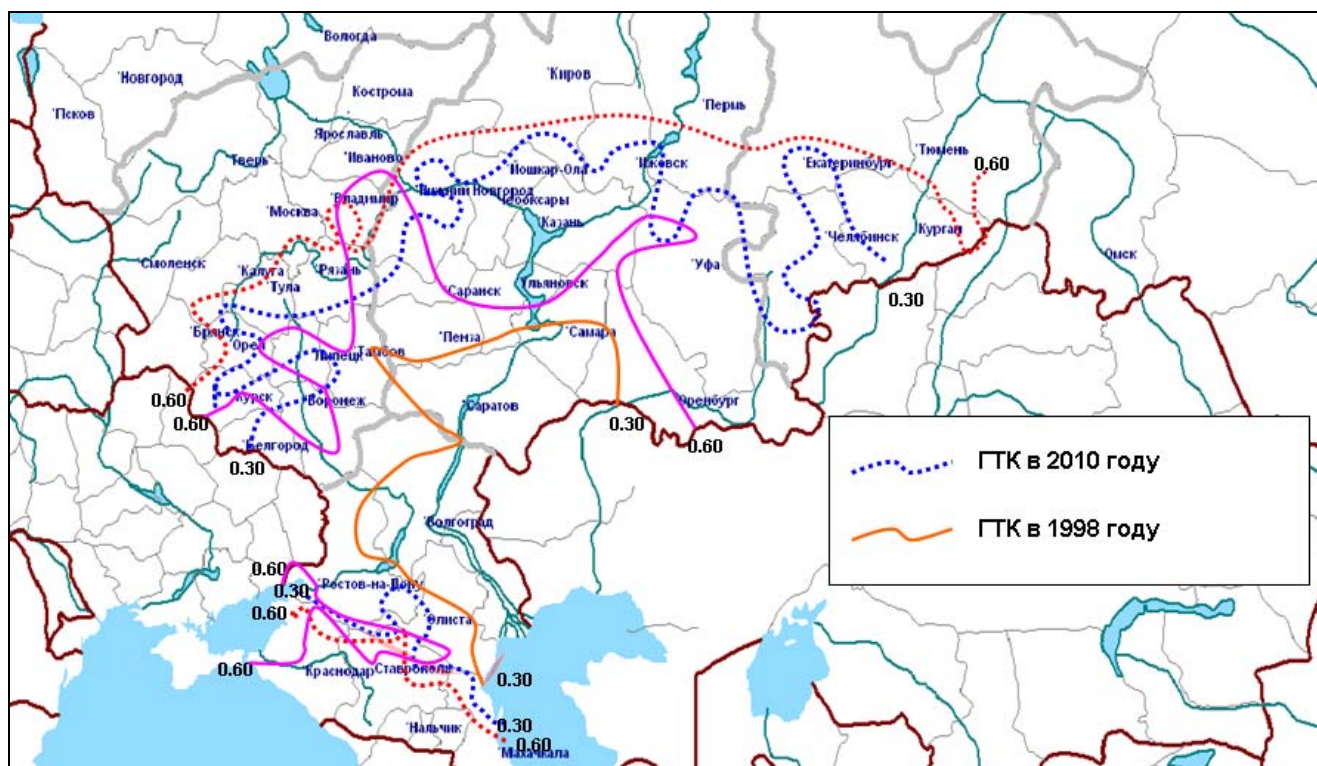 Вологда
Новгород
Киров
Кострома
Пермь
Псков
Ярославль
Тверь
Иваново
Ижевск
Екатеринбург
Тюмень
0.60
Йошкар-Ола
Нижний Новгород
Владимир
Чебоксары
Москва
Казань
Челябинск
Курган
Смоленск
Калуга
Рязань
Уфа
Омск
Тула
Саранск
Ульяновск
0.30
Брянск
Орел
Пенза
Самара
Липецк
Тамбов
0.60
Курск
Воронеж
Саратов
Оренбург
0.60
0.30
0.60
Белгород
0.30
ГТК в 2010 году
Волгоград
ГТК в 1998 году
0.60
0.30
Ростов-на-Дону
0.60
Элиста
0.60
Краснодар
Ставрополь
0.30
Нальчик
0.30
0.60
Махачкала